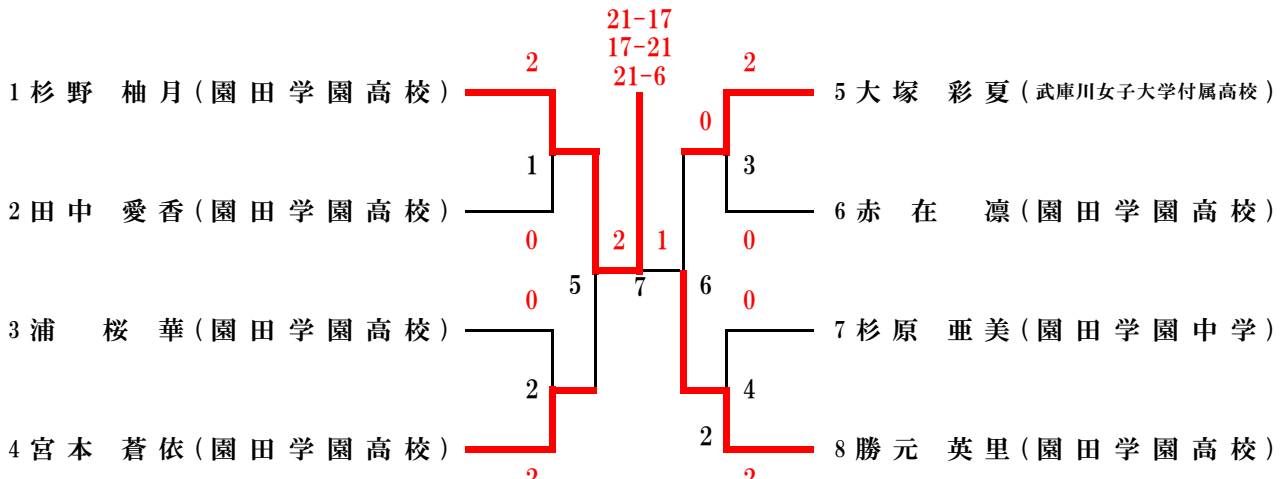 21-17
17-21
21-6
2 2
1 杉野 柚月(園田学園高校) 5 大塚 彩夏(武庫川女子大学付属高校)
0
1 3
2 田中 愛香(園田学園高校) 6 赤在 凛(園田学園高校)
0 2 1 0
5 7 6
0 0
3 浦 桜華(園田学園高校) 7 杉原 亜美(園田学園中学)
2 4
2
4 宮本 蒼依(園田学園高校) 8 勝元 英里(園田学園高校)